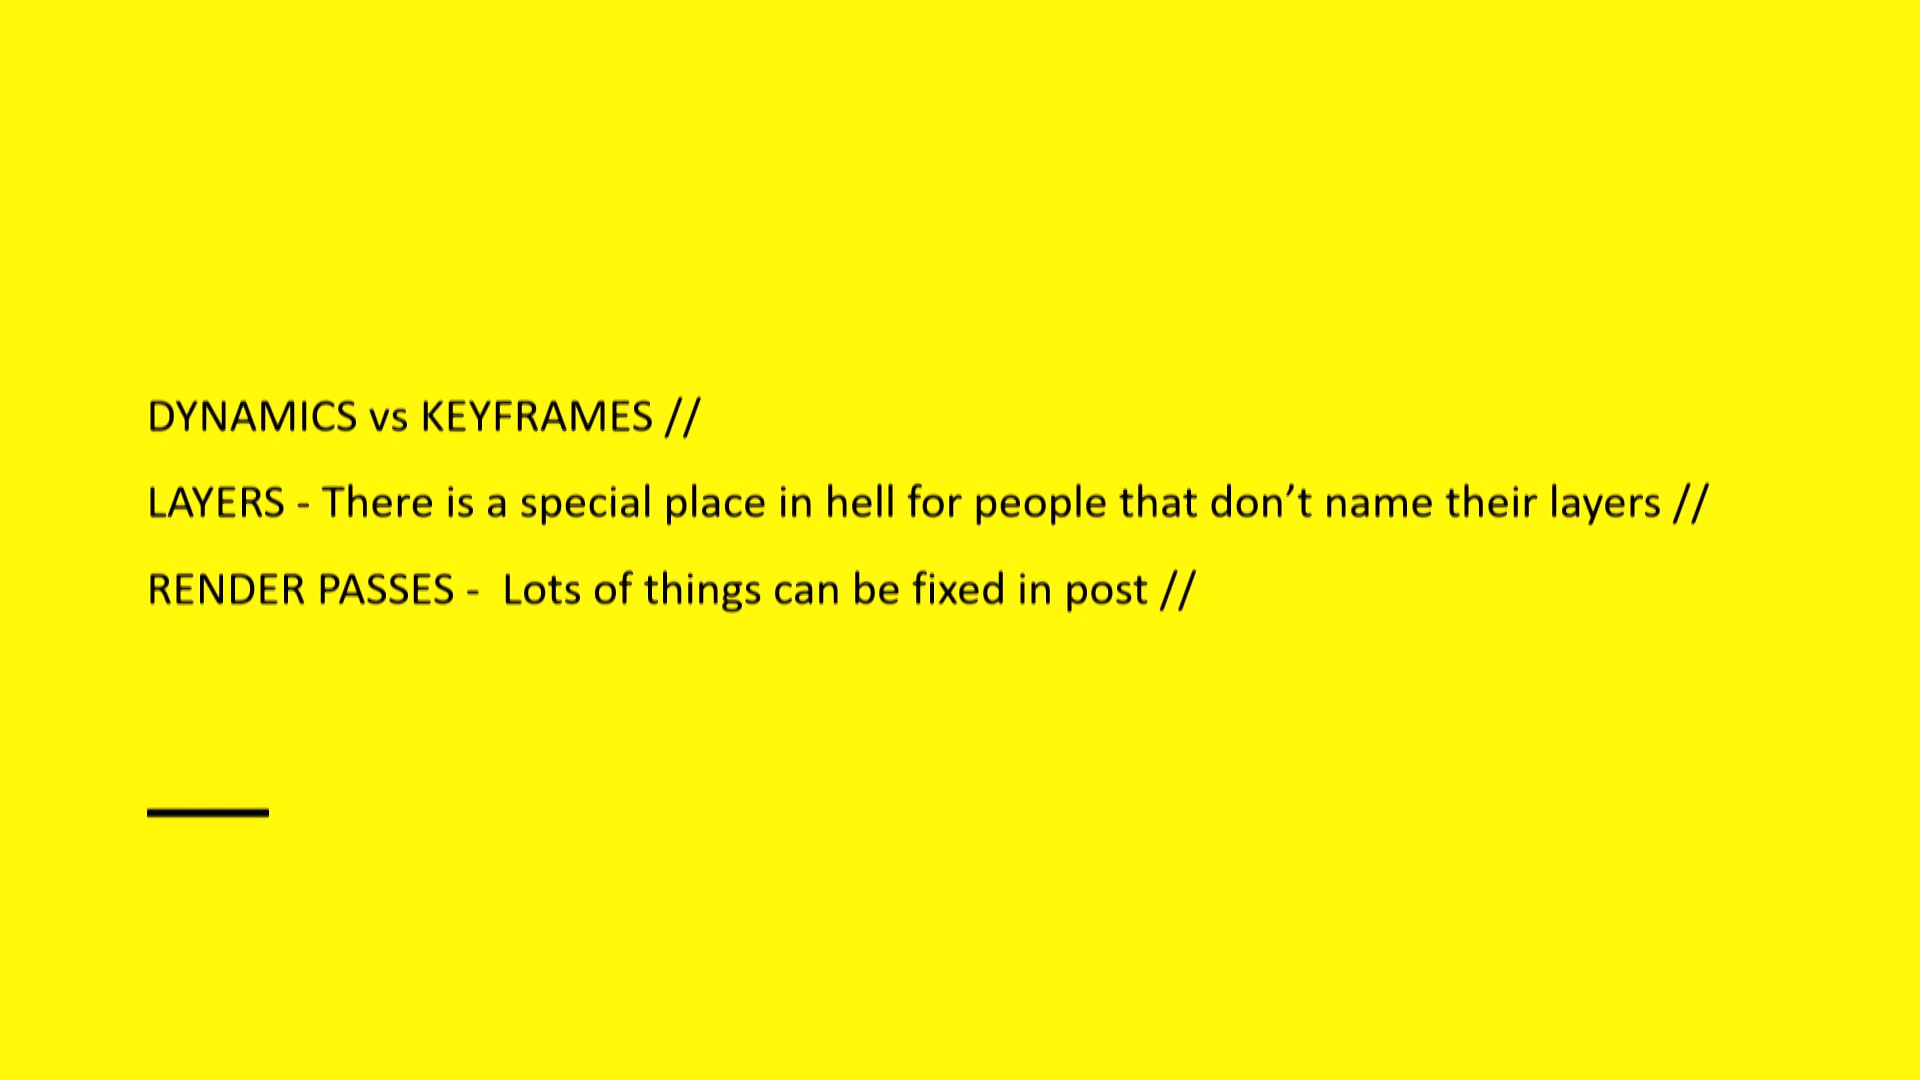 DYNAMICS vs KEYFRAMES //
LAYERS - There is a special place in hell for people that don’t name their layers //
RENDER PASSES -  Lots of things can be fixed in post //